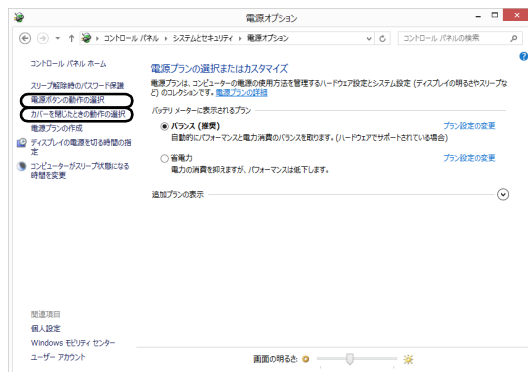 電源オプション
コントロール パネル ▸ システムとセキュリティ ▸ 電源オプション
コントロール パネルの検索
コントロール パネル ホーム
スリープ解除時のパスワード保護
電源ボタンの動作の選択
カバーを閉じたときの動作の選択
電源プランの作成
ディスプレイの電源を切る時間の指
定
コンピューターがスリープ状態になる
時間を変更
電源プランの選択またはカスタマイズ
電源プランは、コンピューターの電源の使用方法を管理するハードウェア設定とシステム設定 (ディスプレイの明るさやスリープな
ど) のコレクションです。電源プランの詳細
バッテリ メーターに表示されるプラン
バランス (推奨) プラン設定の変更
自動的にパフォーマンスと電力消費のバランスを取ります。(ハードウェアでサポートされている場合)
省電力 プラン設定の変更
電力の消費を抑えますが、パフォーマンスは低下します。
追加プランの表示
関連項目
個人設定
Windows モビリティ センター
ユーザー アカウント
画面の明るさ: